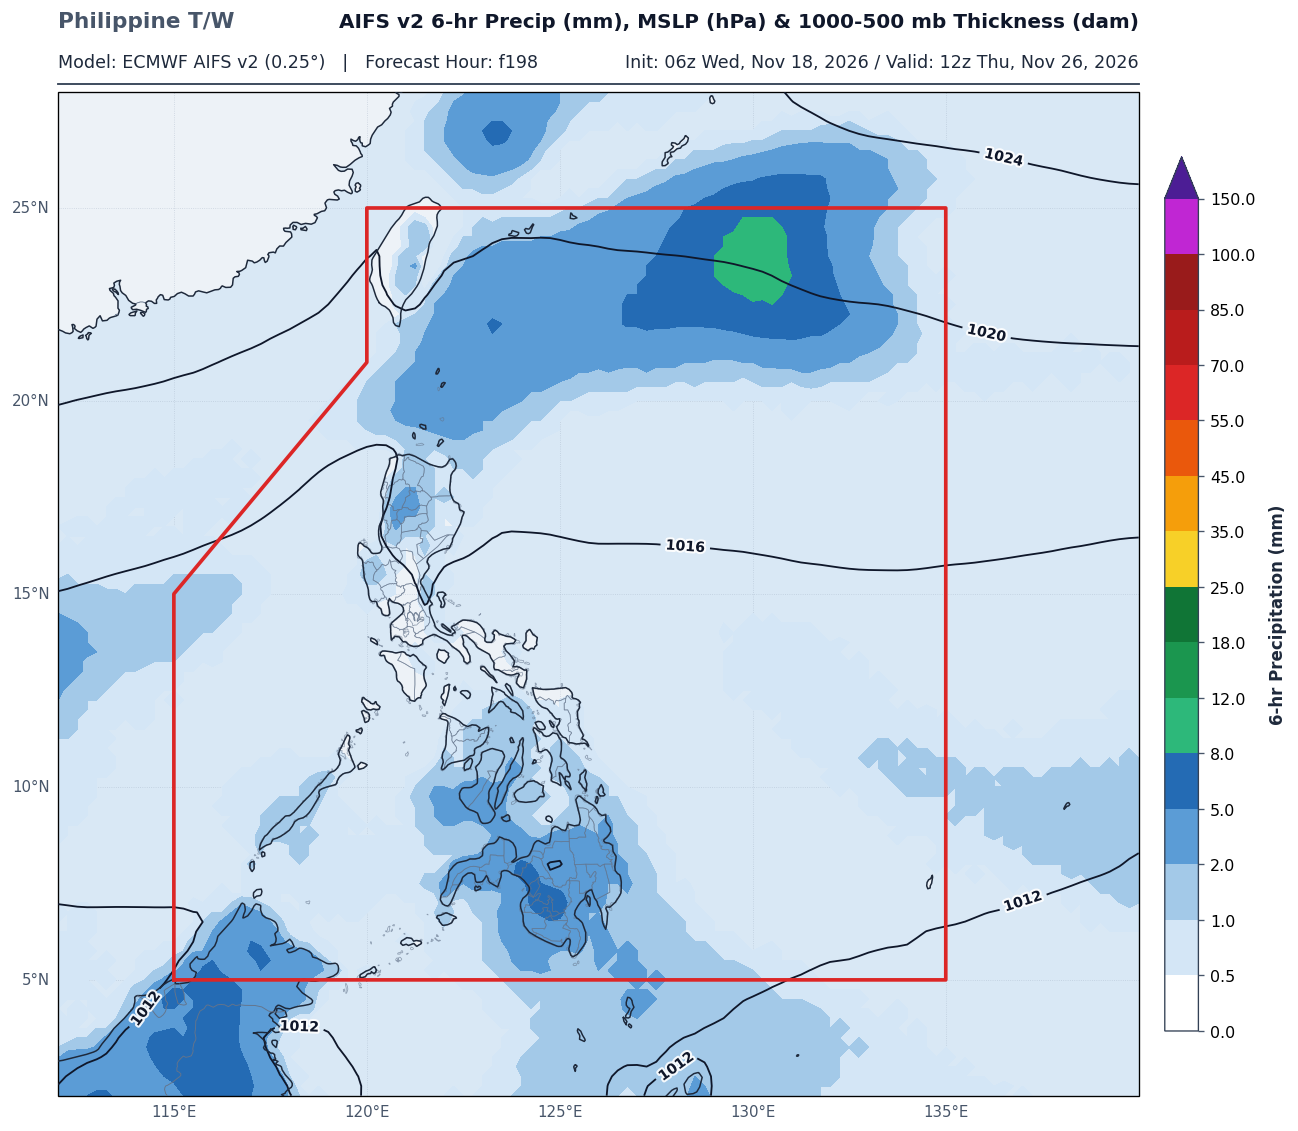 Philippine T/W
AIFS v2 6-hr Precip (mm), MSLP (hPa) & 1000-500 mb Thickness (dam)
Model: ECMWF AIFS v2 (0.25°)   |   Forecast Hour: f198
Init: 06z Wed, Nov 18, 2026 / Valid: 12z Thu, Nov 26, 2026
1024
25°N
1020
20°N
1016
15°N
10°N
1012
5°N
1012
1012
1012
115°E
120°E
125°E
130°E
135°E
150.0
100.0
85.0
70.0
55.0
45.0
35.0
25.0
18.0
12.0
8.0
5.0
2.0
1.0
0.5
0.0
6-hr Precipitation (mm)